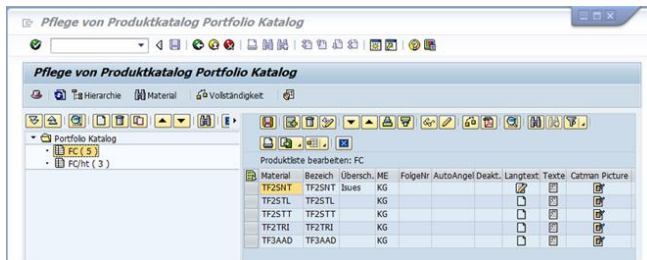 Pflege von Produktkatalog Portfolio Katalog
Pflege von Produktkatalog Portfolio Katalog
Hierarchie Material Vollständigkeit
Portfolio Katalog
FC ( 5 )
FC/ht ( 3 )
Produktliste bearbeiten: FC
Material Bezeich Übersch. ME FolgeNr AutoAngel Deakt. Langtext Texte Catman Picture
TF2SNT TF2SNT Isues KG
TF2STL TF2STL KG
TF2STT TF2STT KG
TF2TRI TF2TRI KG
TF3AAD TF3AAD KG